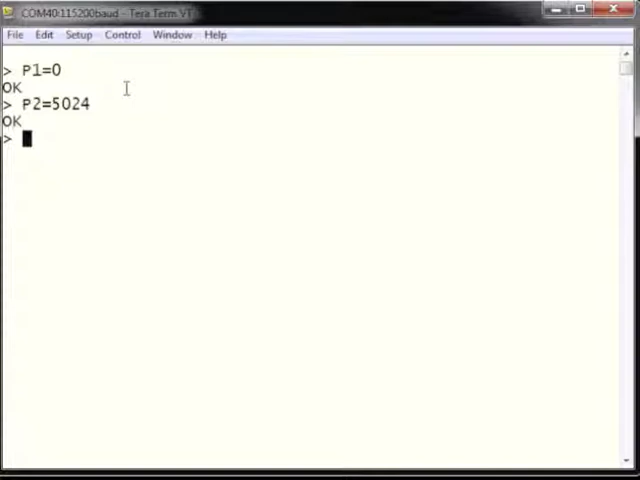 COM40:115200baud - Tera Term VT
File Edit Setup Control Window Help
> P1=0
OK
> P2=5024
OK
>